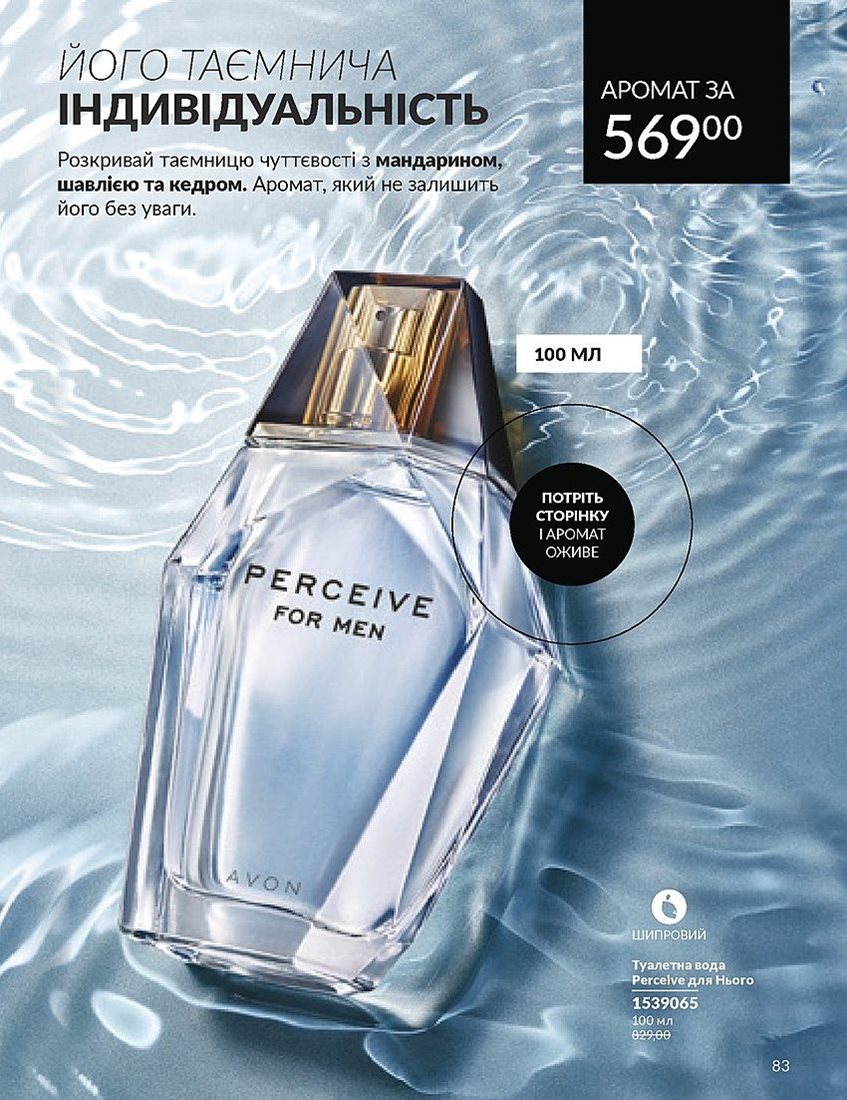 ЙОГО ТАЄМНИЧА
ІНДИВІДУАЛЬНІСТЬ
Розкривай таємницю чуттєвості з мандарином,
шавлією та кедром. Аромат, який не залишить
його без уваги.
АРОМАТ ЗА
569⁰⁰
100 МЛ
ПОТРІТЬ
СТОРІНКУ
І АРОМАТ
ОЖИВЕ
PERCEIVE
FOR MEN
AVON
ШИПРОВИЙ
Туалетна вода
Perceive для Нього
1539065
100 мл
829,00
83